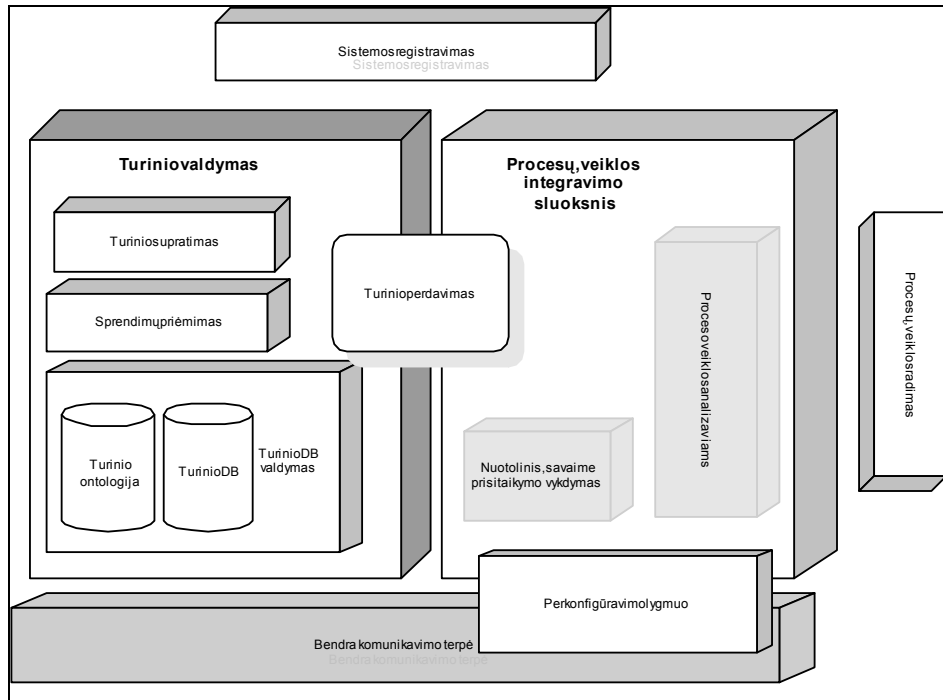 Sistemosregistravimas
Sistemosregistravimas
Turiniovaldymas
Turiniosupratimas
Sprendimųpriėmimas
Turinio
ontologija
TurinioDB
TurinioDB
valdymas
Turinioperdavimas
Procesų,veiklos
integravimo
sluoksnis
Procesoveiklosanalizaviams
Nuotolinis,savaime
prisitaikymo vykdymas
Procesų,veiklosradimas
Perkonfigūravimolygmuo
Bendra komunikavimo terpė
Bendra komunikavimo terpė